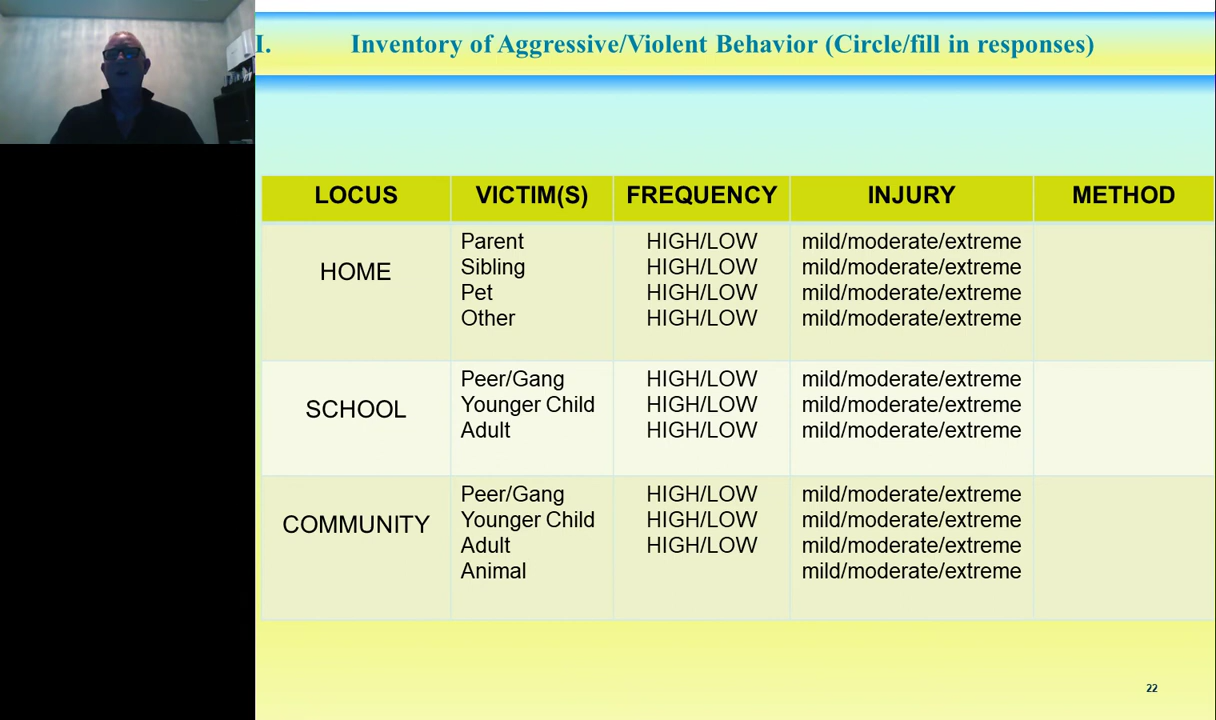 I. Inventory of Aggressive/Violent Behavior (Circle/fill in responses)
LOCUS VICTIM(S) FREQUENCY INJURY METHOD
HOME
Parent HIGH/LOW mild/moderate/extreme
Sibling HIGH/LOW mild/moderate/extreme
Pet HIGH/LOW mild/moderate/extreme
Other HIGH/LOW mild/moderate/extreme
SCHOOL
Peer/Gang HIGH/LOW mild/moderate/extreme
Younger Child HIGH/LOW mild/moderate/extreme
Adult HIGH/LOW mild/moderate/extreme
COMMUNITY
Peer/Gang HIGH/LOW mild/moderate/extreme
Younger Child HIGH/LOW mild/moderate/extreme
Adult HIGH/LOW mild/moderate/extreme
Animal mild/moderate/extreme
22